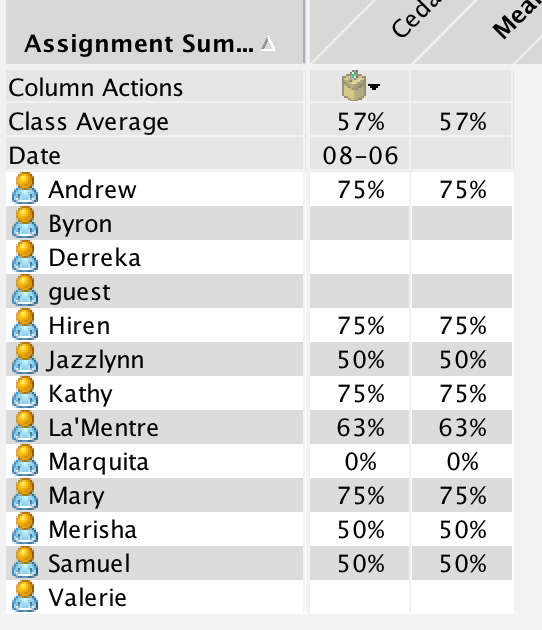 Assignment Sum... Ceda Mea
Column Actions
Class Average 57% 57%
Date 08-06
Andrew 75% 75%
Byron
Derreka
guest
Hiren 75% 75%
Jazzlynn 50% 50%
Kathy 75% 75%
La'Mentre 63% 63%
Marquita 0% 0%
Mary 75% 75%
Merisha 50% 50%
Samuel 50% 50%
Valerie